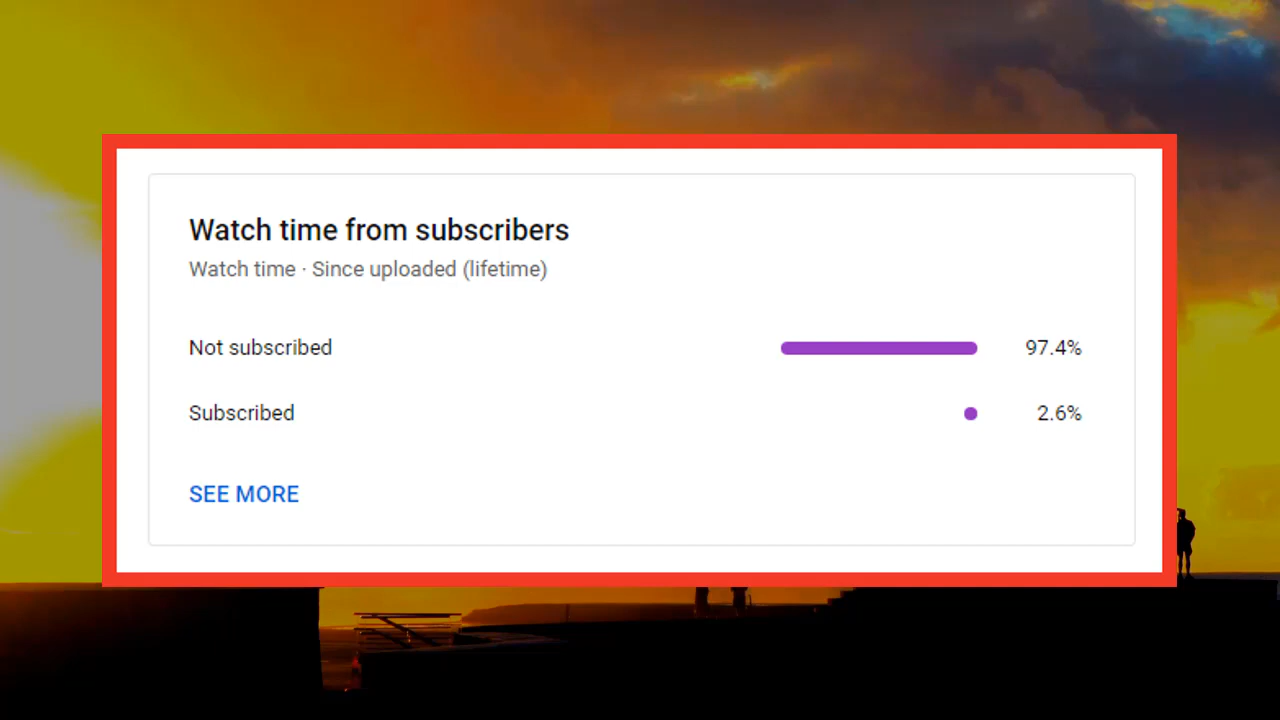 Watch time from subscribers
Watch time · Since uploaded (lifetime)
Not subscribed 97.4%
Subscribed 2.6%
SEE MORE